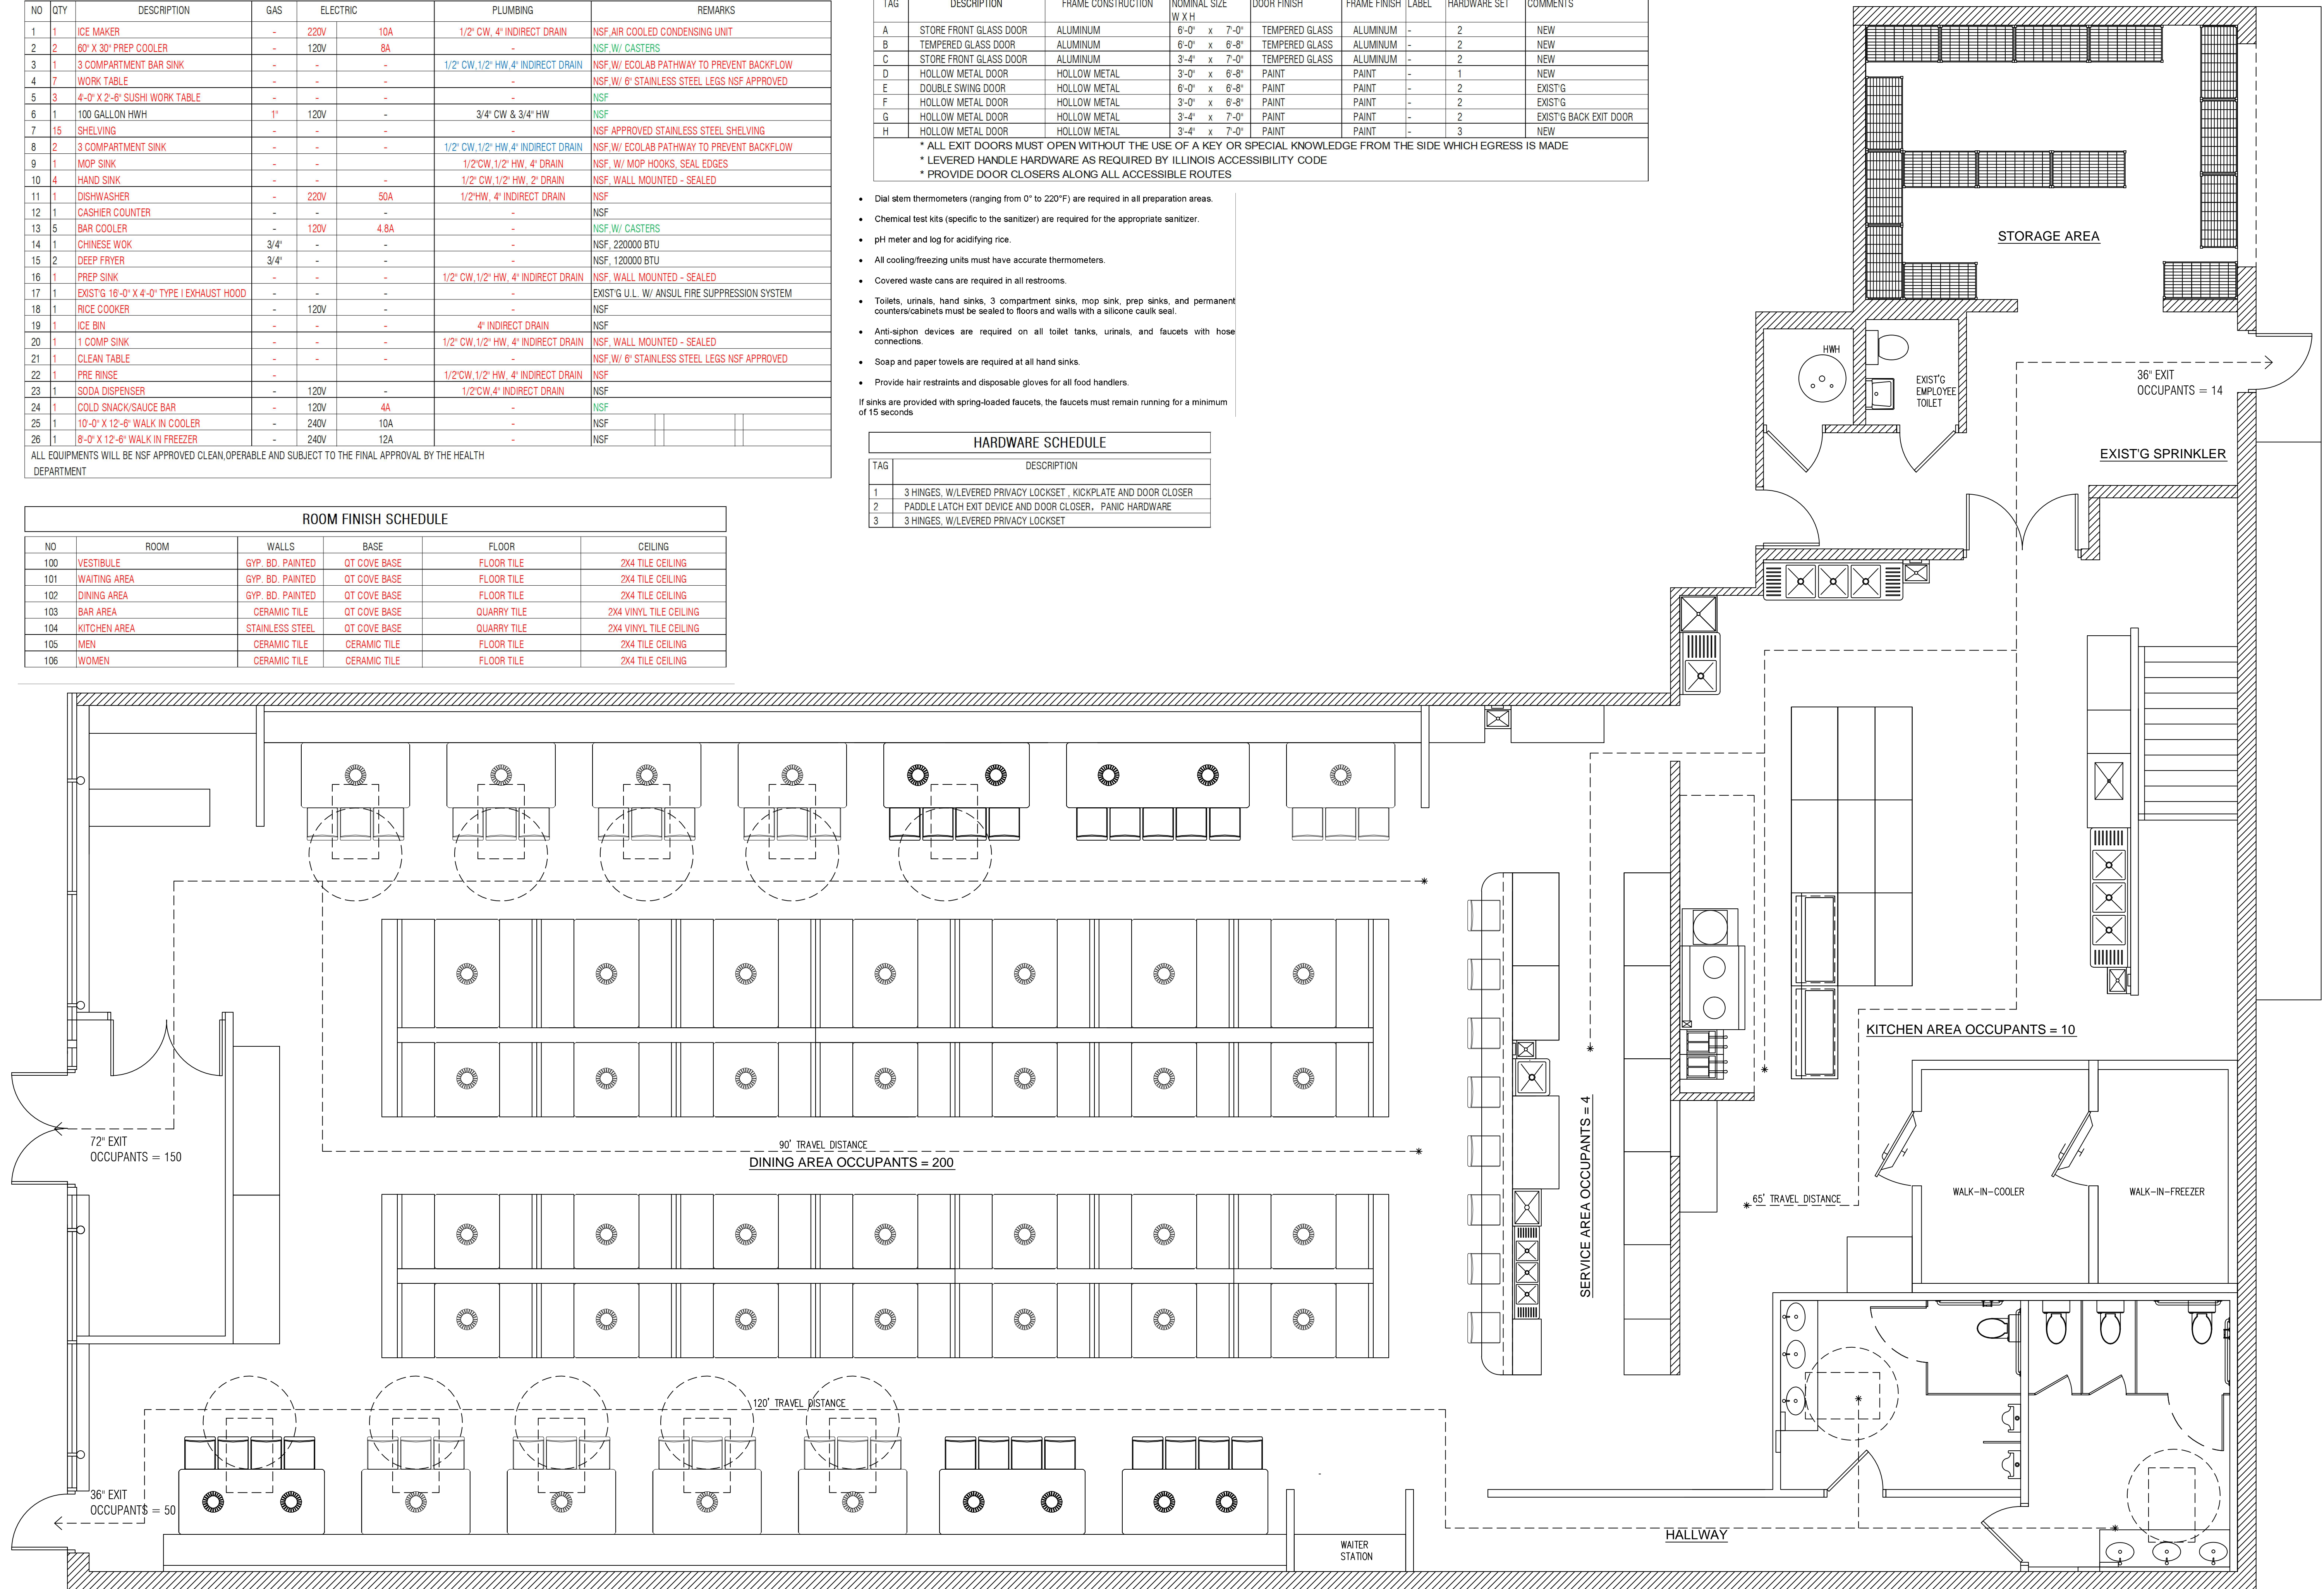 NO QTY DESCRIPTION GAS ELECTRIC PLUMBING REMARKS
1 1 ICE MAKER - 220V 10A 1/2" CW, 4" INDIRECT DRAIN NSF,AIR COOLED CONDENSING UNIT
2 2 60" X 30" PREP COOLER - 120V 8A - NSF,W/ CASTERS
3 1 3 COMPARTMENT BAR SINK - - - 1/2" CW,1/2" HW,4" INDIRECT DRAIN NSF,W/ ECOLAB PATHWAY TO PREVENT BACKFLOW
4 7 WORK TABLE - - - - NSF,W/ 6" STAINLESS STEEL LEGS NSF APPROVED
5 3 4'-0" X 2'-6" SUSHI WORK TABLE - - - - NSF
6 1 100 GALLON HWH 1" 120V - 3/4" CW & 3/4" HW NSF
7 15 SHELVING - - - - NSF APPROVED STAINLESS STEEL SHELVING
8 2 3 COMPARTMENT SINK - - - 1/2" CW,1/2" HW,4" INDIRECT DRAIN NSF,W/ ECOLAB PATHWAY TO PREVENT BACKFLOW
9 1 MOP SINK - - 1/2"CW,1/2" HW, 4" DRAIN NSF, W/ MOP HOOKS, SEAL EDGES
10 4 HAND SINK - - - 1/2" CW,1/2" HW, 2" DRAIN NSF, WALL MOUNTED - SEALED
11 1 DISHWASHER - 220V 50A 1/2"HW, 4" INDIRECT DRAIN NSF
12 1 CASHIER COUNTER - - - - NSF
13 5 BAR COOLER - 120V 4.8A - NSF,W/ CASTERS
14 1 CHINESE WOK 3/4" - - - NSF, 220000 BTU
15 2 DEEP FRYER 3/4" - - - NSF, 120000 BTU
16 1 PREP SINK - - - 1/2" CW,1/2" HW, 4" INDIRECT DRAIN NSF, WALL MOUNTED - SEALED
17 1 EXIST'G 16'-0" X 4'-0" TYPE I EXHAUST HOOD - - - - EXIST'G U.L. W/ ANSUL FIRE SUPPRESSION SYSTEM
18 1 RICE COOKER - 120V - - NSF
19 1 ICE BIN - - - 4" INDIRECT DRAIN NSF
20 1 1 COMP SINK - - - 1/2" CW,1/2" HW, 4" INDIRECT DRAIN NSF, WALL MOUNTED - SEALED
21 1 CLEAN TABLE - - - - NSF,W/ 6" STAINLESS STEEL LEGS NSF APPROVED
22 1 PRE RINSE - 1/2"CW,1/2" HW, 4" INDIRECT DRAIN NSF
23 1 SODA DISPENSER - 120V - 1/2"CW,4" INDIRECT DRAIN NSF
24 1 COLD SNACK/SAUCE BAR - 120V 4A - NSF
25 1 10'-0" X 12'-6" WALK IN COOLER - 240V 10A - NSF
26 1 8'-0" X 12'-6" WALK IN FREEZER - 240V 12A - NSF
ALL EQUIPMENTS WILL BE NSF APPROVED CLEAN,OPERABLE AND SUBJECT TO THE FINAL APPROVAL BY THE HEALTH
DEPARTMENT
ROOM FINISH SCHEDULE
NO ROOM WALLS BASE FLOOR CEILING
100 VESTIBULE GYP. BD. PAINTED QT COVE BASE FLOOR TILE 2X4 TILE CEILING
101 WAITING AREA GYP. BD. PAINTED QT COVE BASE FLOOR TILE 2X4 TILE CEILING
102 DINING AREA GYP. BD. PAINTED QT COVE BASE FLOOR TILE 2X4 TILE CEILING
103 BAR AREA CERAMIC TILE QT COVE BASE QUARRY TILE 2X4 VINYL TILE CEILING
104 KITCHEN AREA STAINLESS STEEL QT COVE BASE QUARRY TILE 2X4 VINYL TILE CEILING
105 MEN CERAMIC TILE CERAMIC TILE FLOOR TILE 2X4 TILE CEILING
106 WOMEN CERAMIC TILE CERAMIC TILE FLOOR TILE 2X4 TILE CEILING
TAG DESCRIPTION FRAME CONSTRUCTION NOMINAL SIZE DOOR FINISH FRAME FINISH LABEL HARDWARE SET COMMENTS
W X H
A STORE FRONT GLASS DOOR ALUMINUM 6'-0" x 7'-0" TEMPERED GLASS ALUMINUM - 2 NEW
B TEMPERED GLASS DOOR ALUMINUM 6'-0" x 6'-8" TEMPERED GLASS ALUMINUM - 2 NEW
C STORE FRONT GLASS DOOR ALUMINUM 3'-4" x 7'-0" TEMPERED GLASS ALUMINUM - 2 NEW
D HOLLOW METAL DOOR HOLLOW METAL 3'-0" x 6'-8" PAINT PAINT - 1 NEW
E DOUBLE SWING DOOR HOLLOW METAL 6'-0" x 6'-8" PAINT PAINT - 2 EXIST'G
F HOLLOW METAL DOOR HOLLOW METAL 3'-0" x 6'-8" PAINT PAINT - 2 EXIST'G
G HOLLOW METAL DOOR HOLLOW METAL 3'-4" x 7'-0" PAINT PAINT - 2 EXIST'G BACK EXIT DOOR
H HOLLOW METAL DOOR HOLLOW METAL 3'-4" x 7'-0" PAINT PAINT - 3 NEW
* ALL EXIT DOORS MUST OPEN WITHOUT THE USE OF A KEY OR SPECIAL KNOWLEDGE FROM THE SIDE WHICH EGRESS IS MADE
* LEVERED HANDLE HARDWARE AS REQUIRED BY ILLINOIS ACCESSIBILITY CODE
* PROVIDE DOOR CLOSERS ALONG ALL ACCESSIBLE ROUTES
• Dial stem thermometers (ranging from 0° to 220°F) are required in all preparation areas.
• Chemical test kits (specific to the sanitizer) are required for the appropriate sanitizer.
• pH meter and log for acidifying rice.
• All cooling/freezing units must have accurate thermometers.
• Covered waste cans are required in all restrooms.
• Toilets, urinals, hand sinks, 3 compartment sinks, mop sink, prep sinks, and permanent
counters/cabinets must be sealed to floors and walls with a silicone caulk seal.
• Anti-siphon devices are required on all toilet tanks, urinals, and faucets with hose
connections.
• Soap and paper towels are required at all hand sinks.
• Provide hair restraints and disposable gloves for all food handlers.
If sinks are provided with spring-loaded faucets, the faucets must remain running for a minimum
of 15 seconds
HARDWARE SCHEDULE
TAG DESCRIPTION
1 3 HINGES, W/LEVERED PRIVACY LOCKSET , KICKPLATE AND DOOR CLOSER
2 PADDLE LATCH EXIT DEVICE AND DOOR CLOSER, PANIC HARDWARE
3 3 HINGES, W/LEVERED PRIVACY LOCKSET
STORAGE AREA
HWH
EXIST'G
EMPLOYEE
TOILET
36" EXIT
OCCUPANTS = 14
EXIST'G SPRINKLER
KITCHEN AREA OCCUPANTS = 10
72" EXIT
OCCUPANTS = 150
90' TRAVEL DISTANCE
DINING AREA OCCUPANTS = 200
SERVICE AREA OCCUPANTS = 4
65' TRAVEL DISTANCE
WALK-IN-COOLER
WALK-IN-FREEZER
120' TRAVEL DISTANCE
36" EXIT
OCCUPANTS = 50
HALLWAY
WAITER
STATION